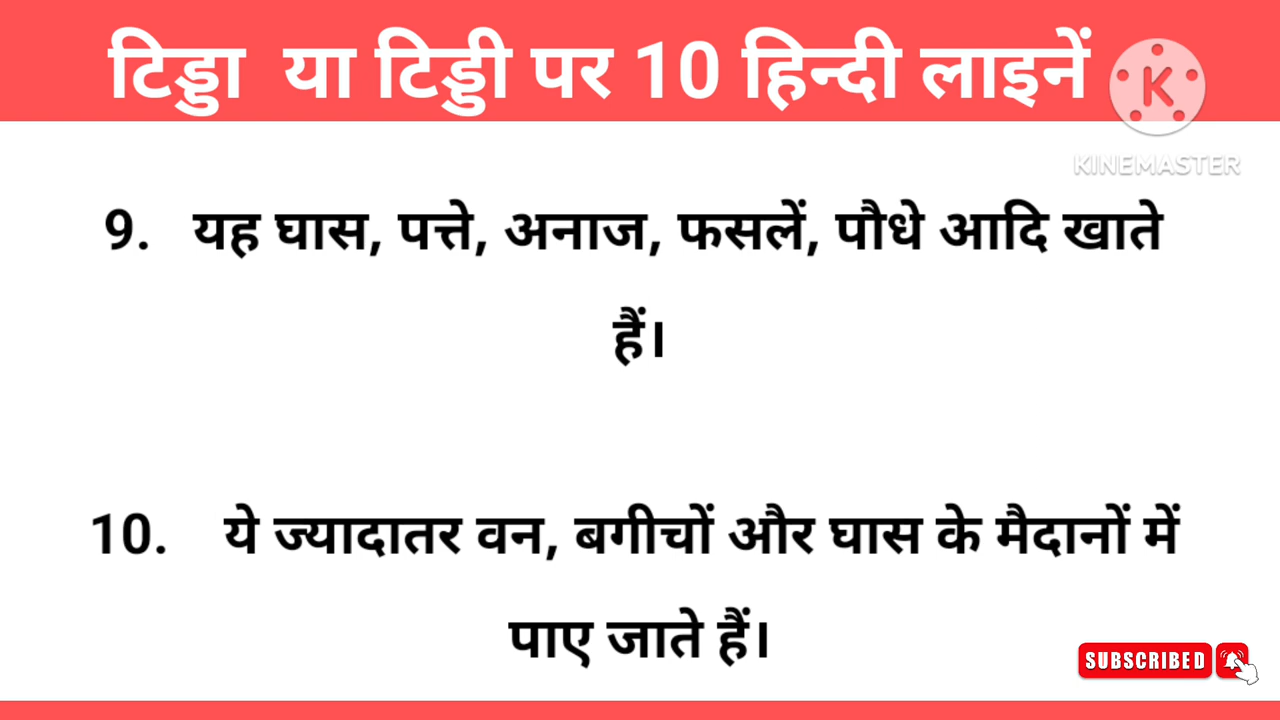 टिड्डा या टिड्डी पर 10 हिन्दी लाइनें
K
KINEMASTER
9. यह घास, पत्ते, अनाज, फसलें, पौधे आदि खाते
हैं।
10. ये ज्यादातर वन, बगीचों और घास के मैदानों में
पाए जाते हैं।
SUBSCRIBED